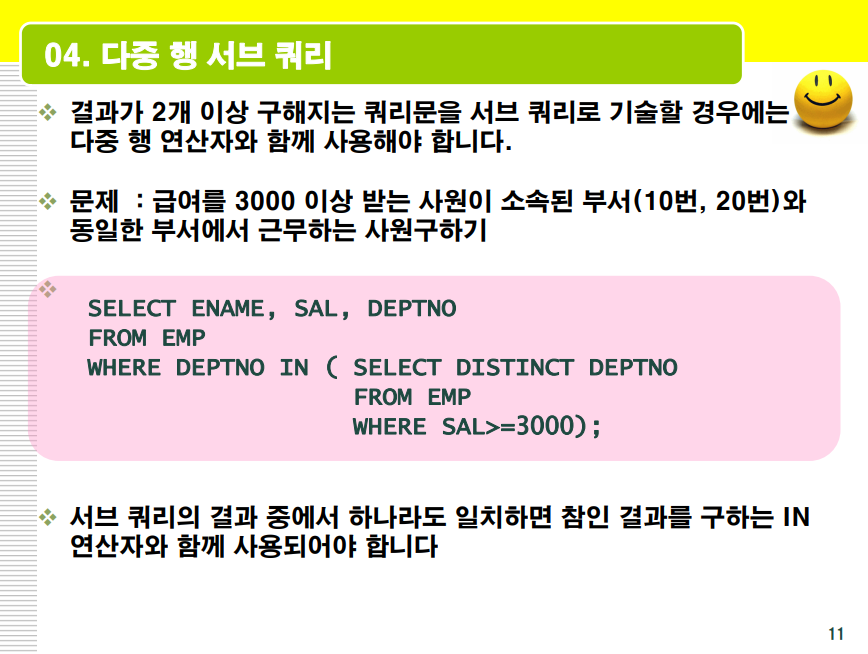 04. 다중 행 서브 쿼리
결과가 2개 이상 구해지는 쿼리문을 서브 쿼리로 기술할 경우에는
다중 행 연산자와 함께 사용해야 합니다.
문제 : 급여를 3000 이상 받는 사원이 소속된 부서(10번, 20번)와
동일한 부서에서 근무하는 사원구하기
SELECT ENAME, SAL, DEPTNO
FROM EMP
WHERE DEPTNO IN ( SELECT DISTINCT DEPTNO
FROM EMP
WHERE SAL>=3000);
서브 쿼리의 결과 중에서 하나라도 일치하면 참인 결과를 구하는 IN
연산자와 함께 사용되어야 합니다
11